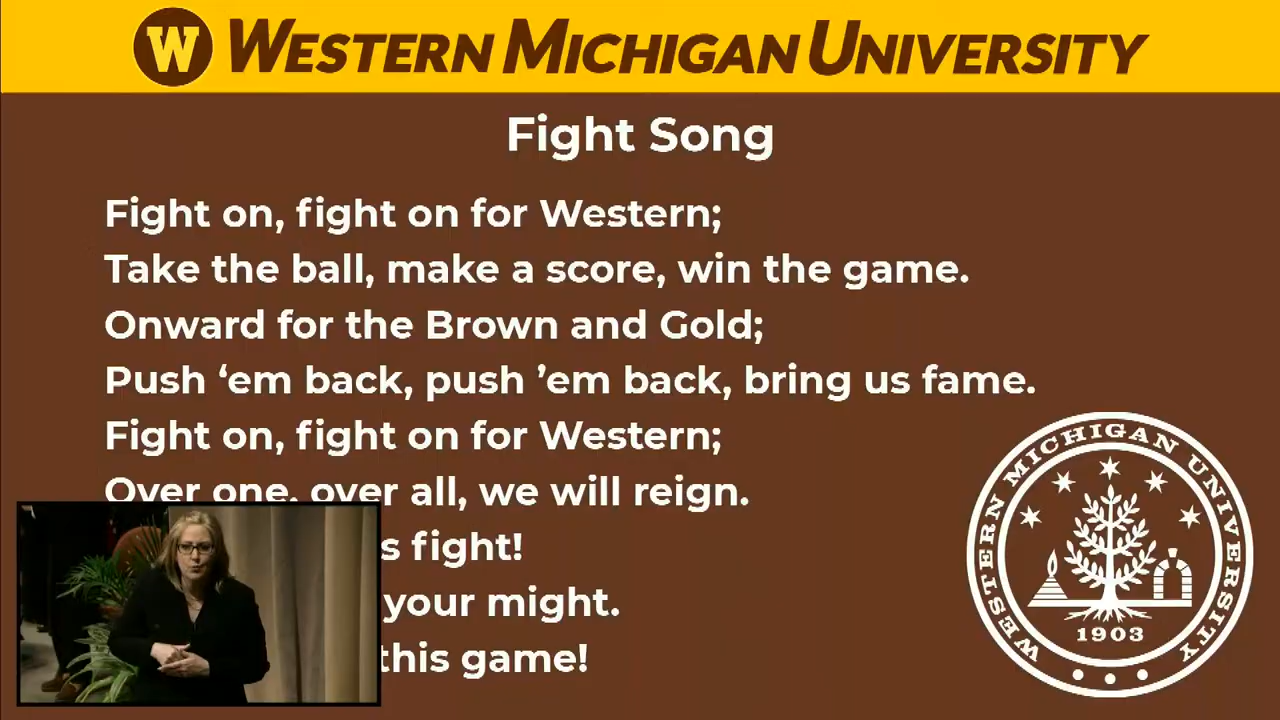 W WESTERN MICHIGAN UNIVERSITY
Fight Song
Fight on, fight on for Western;
Take the ball, make a score, win the game.
Onward for the Brown and Gold;
Push ‘em back, push ’em back, bring us fame.
Fight on, fight on for Western;
Over one, over all, we will reign.
s fight!
your might.
this game!
WESTERN MICHIGAN UNIVERSITY
1903